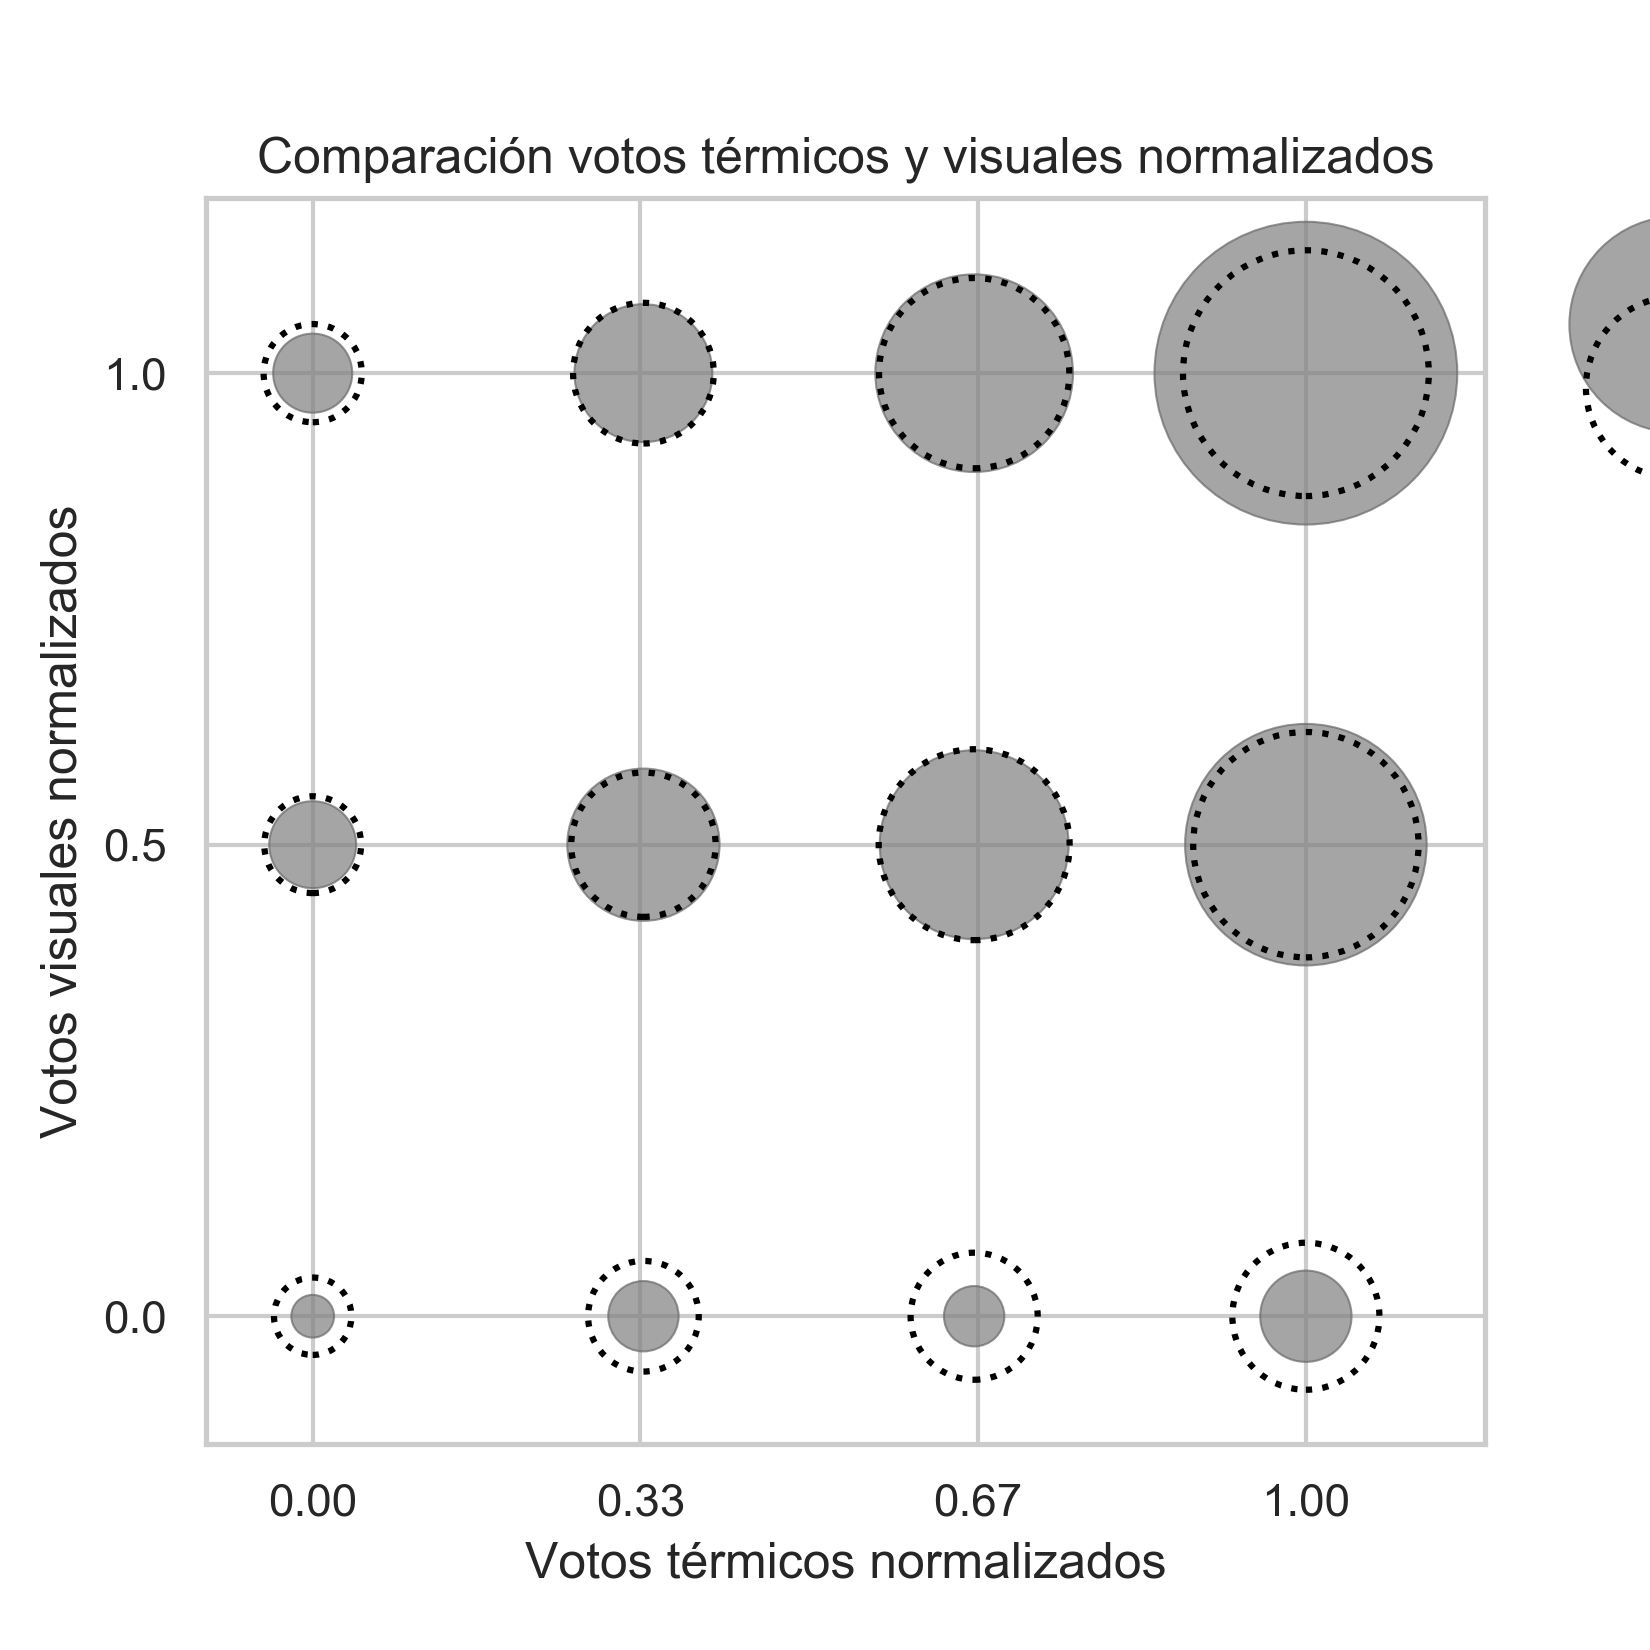 Comparación votos térmicos y visuales normalizados
Votos visuales normalizados
1.0
0.5
0.0
0.00 0.33 0.67 1.00
Votos térmicos normalizados